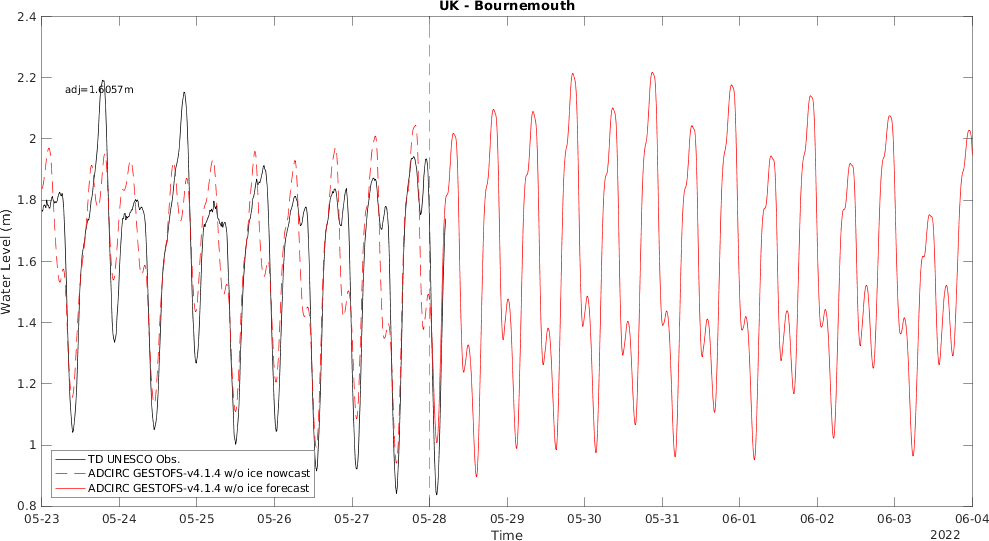 UK - Bournemouth
2.4
2.2
2
1.8
1.6
1.4
1.2
1
0.8
Water Level (m)
adj=1.6057m
TD UNESCO Obs.
ADCIRC GESTOFS-v4.1.4 w/o ice nowcast
ADCIRC GESTOFS-v4.1.4 w/o ice forecast
05-23 05-24 05-25 05-26 05-27 05-28 05-29 05-30 05-31 06-01 06-02 06-03 06-04
Time
2022